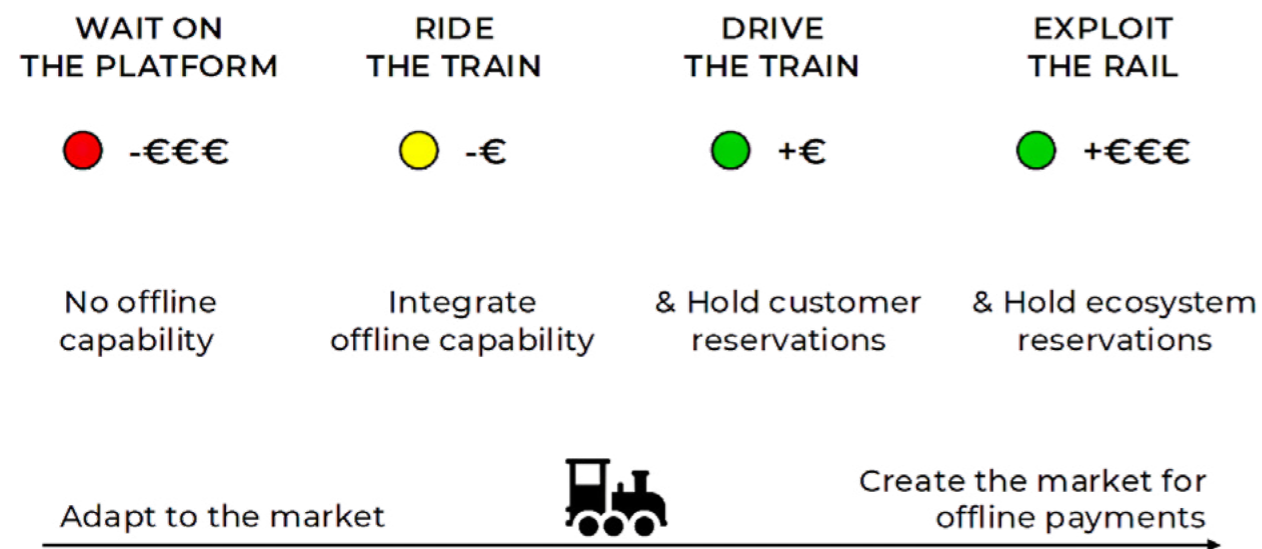 WAIT ON
THE PLATFORM
-€€€
No offline
capability
RIDE
THE TRAIN
-€
Integrate
offline capability
DRIVE
THE TRAIN
+€
& Hold customer
reservations
EXPLOIT
THE RAIL
+€€€
& Hold ecosystem
reservations
Adapt to the market
Create the market for
offline payments